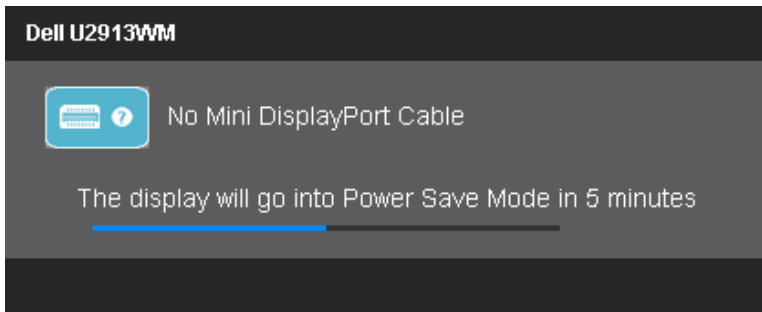 Dell U2913WM
? No Mini DisplayPort Cable
The display will go into Power Save Mode in 5 minutes